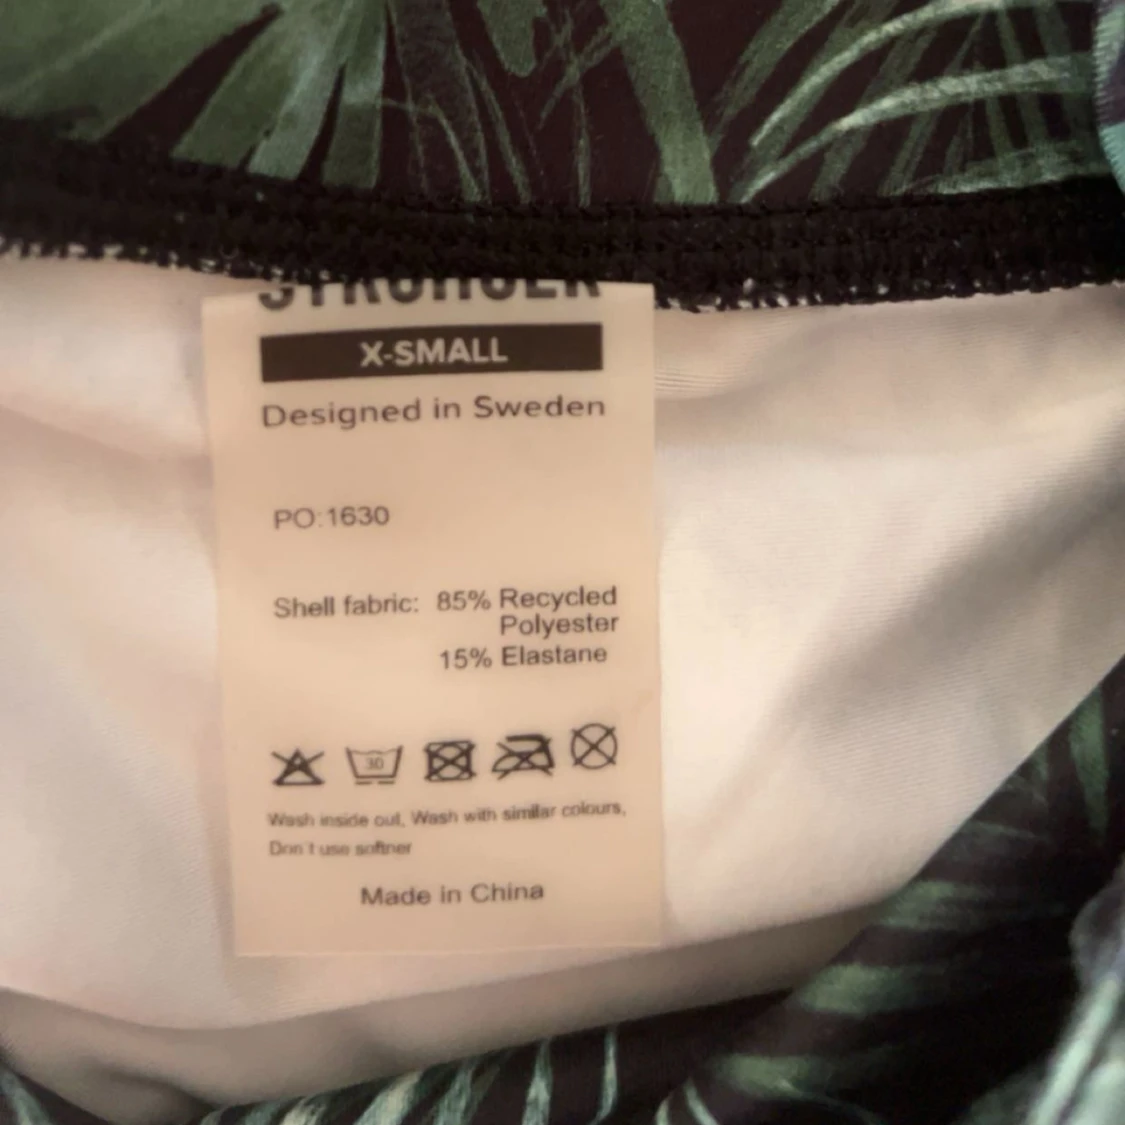 STRONGER
X-SMALL
Designed in Sweden
PO:1630
Shell fabric: 85% Recycled
Polyester
15% Elastane
30
Wash inside out, Wash with similar colours,
Don't use softner
Made in China